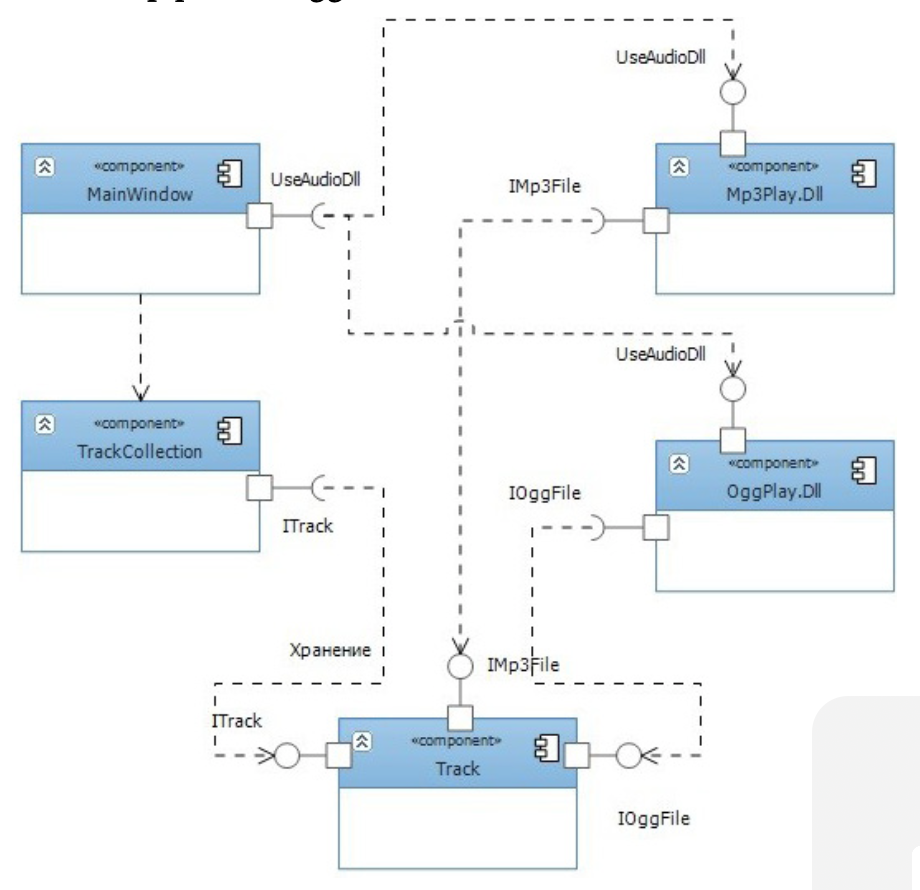 UseAudioDll
«component»
MainWindow
UseAudioDll
IMp3File
«component»
Mp3Play.Dll
UseAudioDll
«component»
TrackCollection
ITrack
IOggFile
«component»
OggPlay.Dll
Хранение
IMp3File
ITrack
«component»
Track
IOggFile